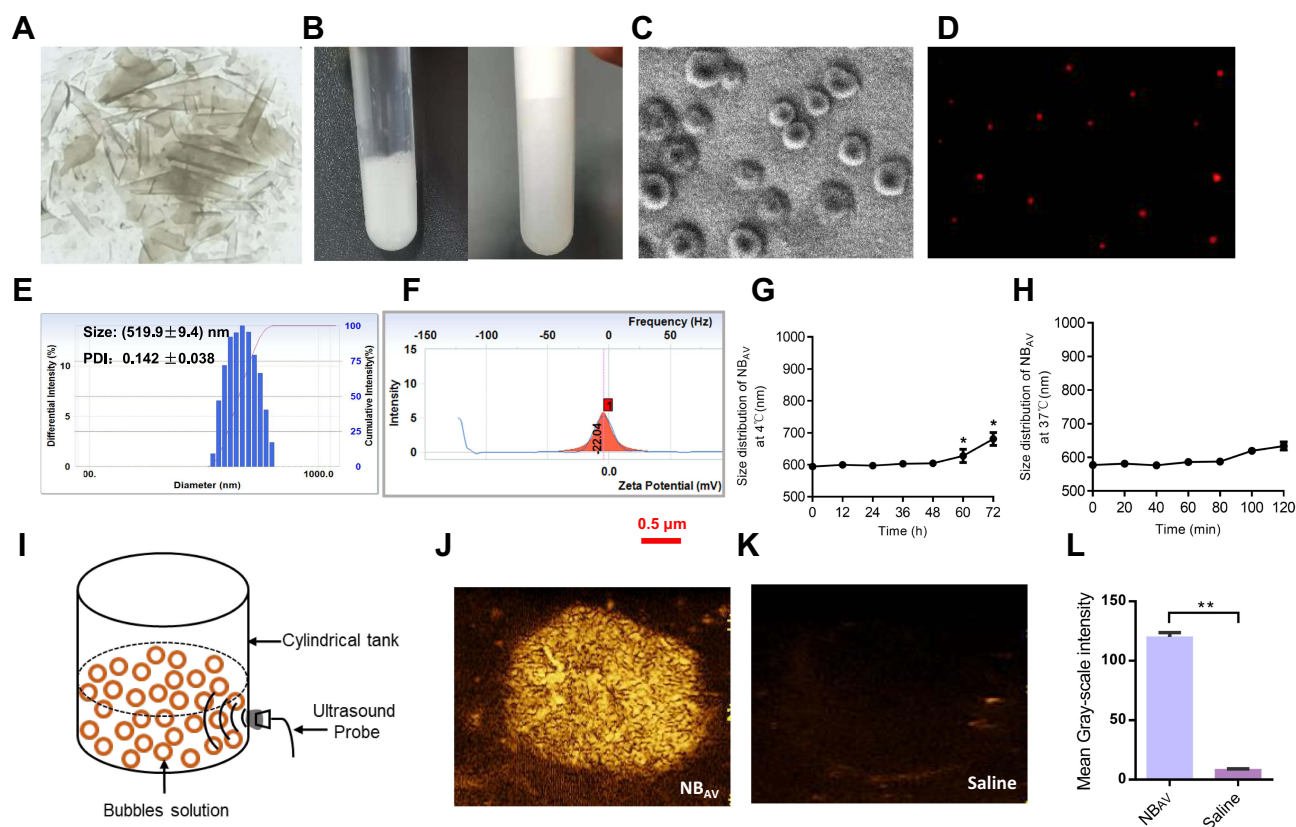 A
B
C
D
E
Size: (519.9±9.4) nm
PDI: 0.142 ±0.038
Differential Intensity (%)
10
5
0
100
75
50
25
0
Cumulative Intensity(%)
00.
1000.0
Diameter (nm)
F
Frequency (Hz)
-150
-100
-50
0
50
Intensity
15
10
5
0
1
-22.04
0.0
Zeta Potential (mV)
0.5 μm
G
Size distribution of NBAV
at 4℃(nm)
1000
900
800
700
600
500
*
*
0
12
24
36
48
60
72
Time (h)
H
Size distribution of NBAV
at 37℃(nm)
1000
900
800
700
600
500
0
20
40
60
80
100
120
Time (min)
I
Cylindrical tank
Ultrasound
Probe
Bubbles solution
J
NBAV
K
Saline
L
Mean Gray-scale intensity
150
100
50
0
**
NBAV
Saline